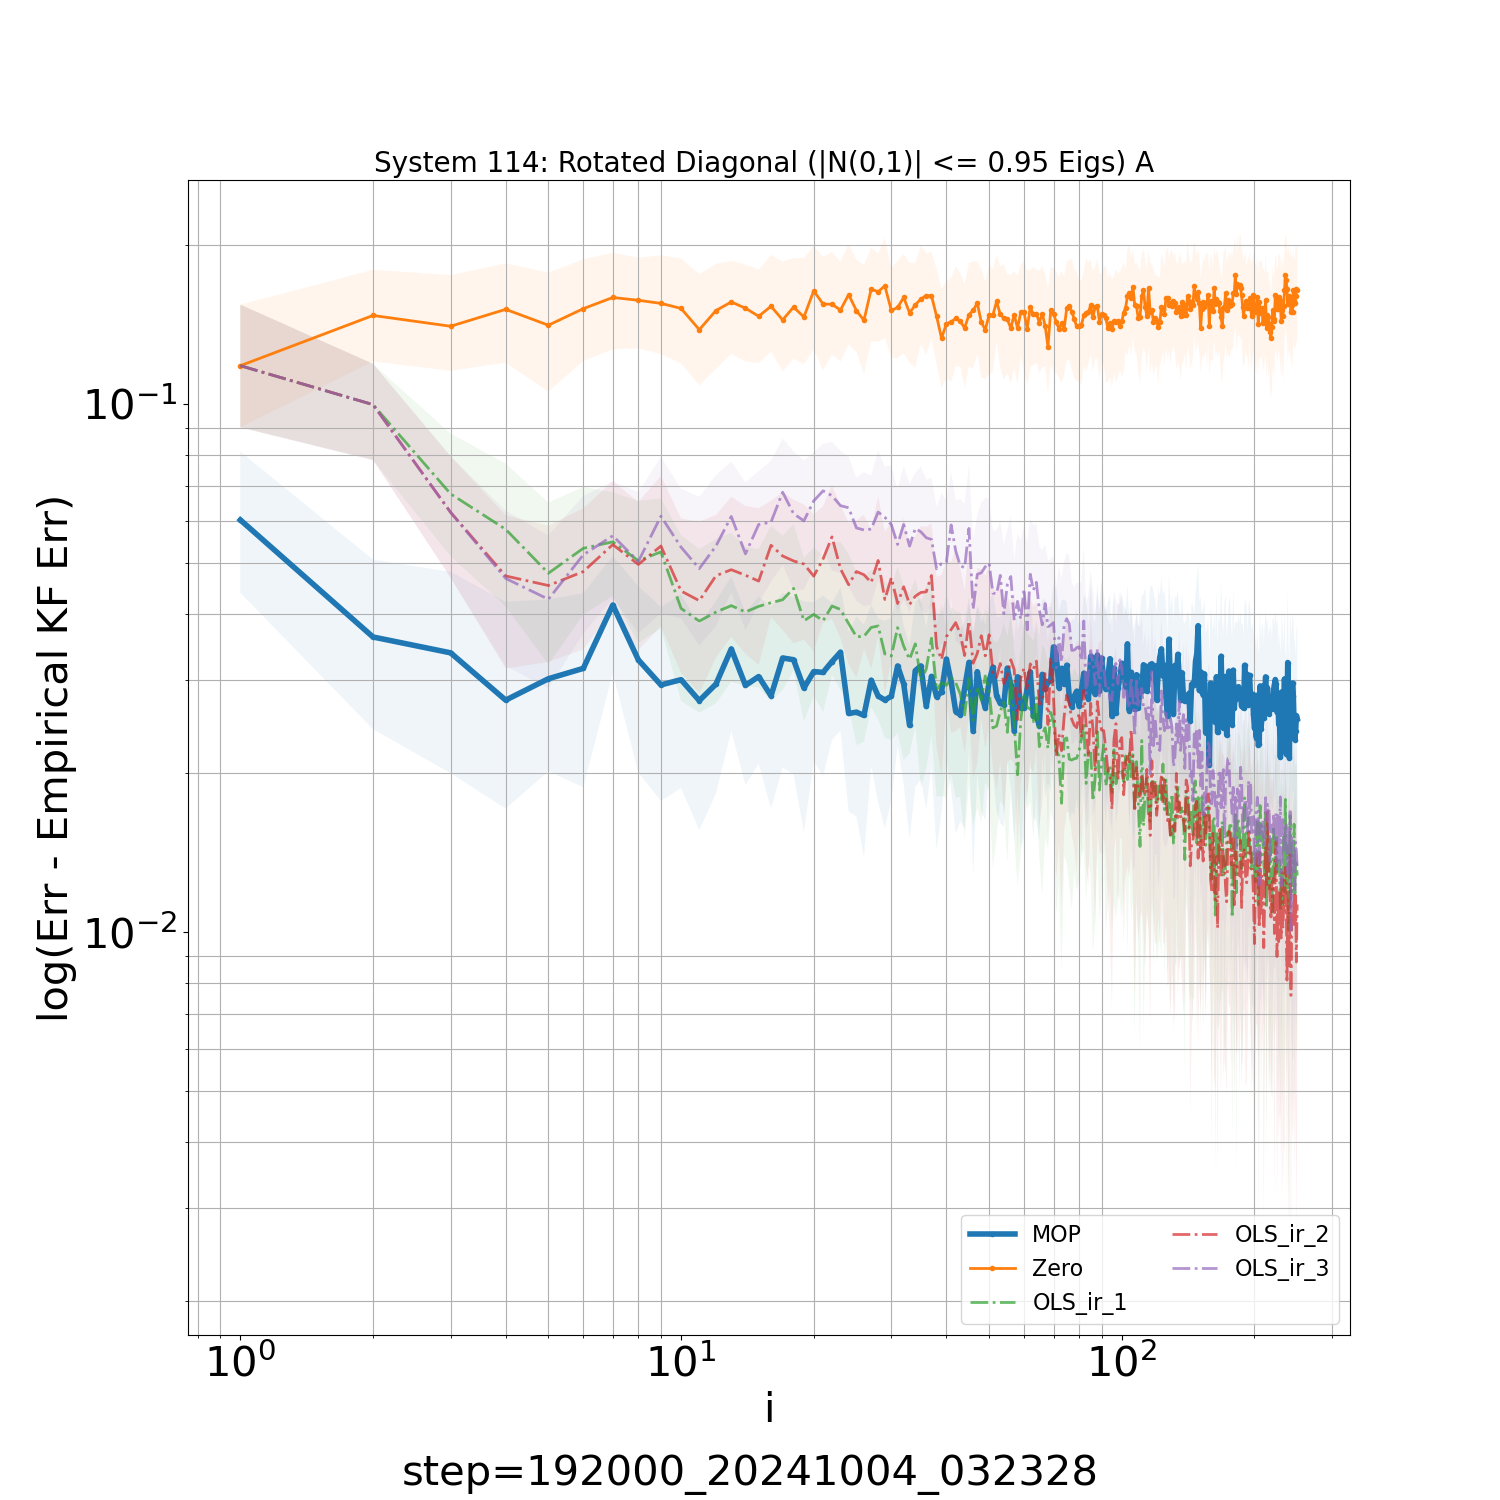 System 114: Rotated Diagonal (|N(0,1)| <= 0.95 Eigs) A
log(Err - Empirical KF Err)
10⁻¹
10⁻²
MOP
Zero
OLS_ir_1
OLS_ir_2
OLS_ir_3
10⁰ 10¹ 10²
i
step=192000_20241004_032328